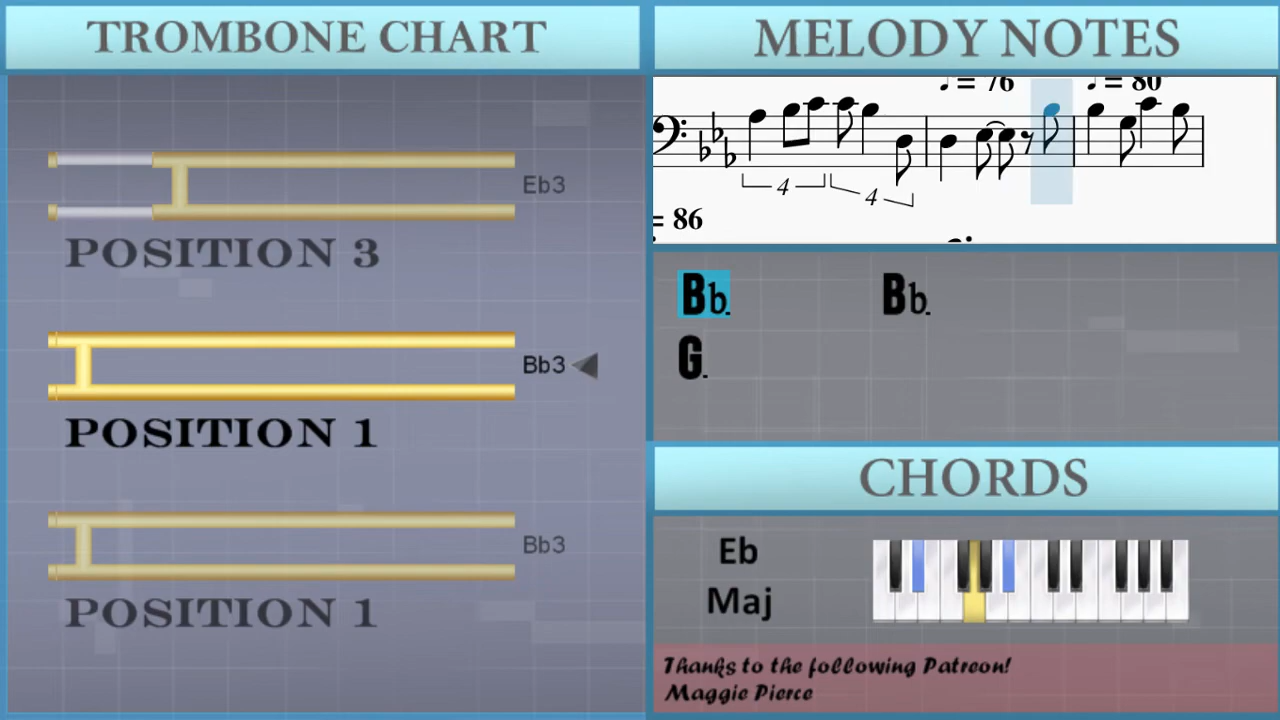 TROMBONE CHART
Eb3
POSITION 3
Bb3
POSITION 1
Bb3
POSITION 1
MELODY NOTES
♩ = 76 ♩ = 80
4 4
= 86
Bb. Bb.
G.
CHORDS
Eb
Maj
Thanks to the following Patreon!
Maggie Pierce